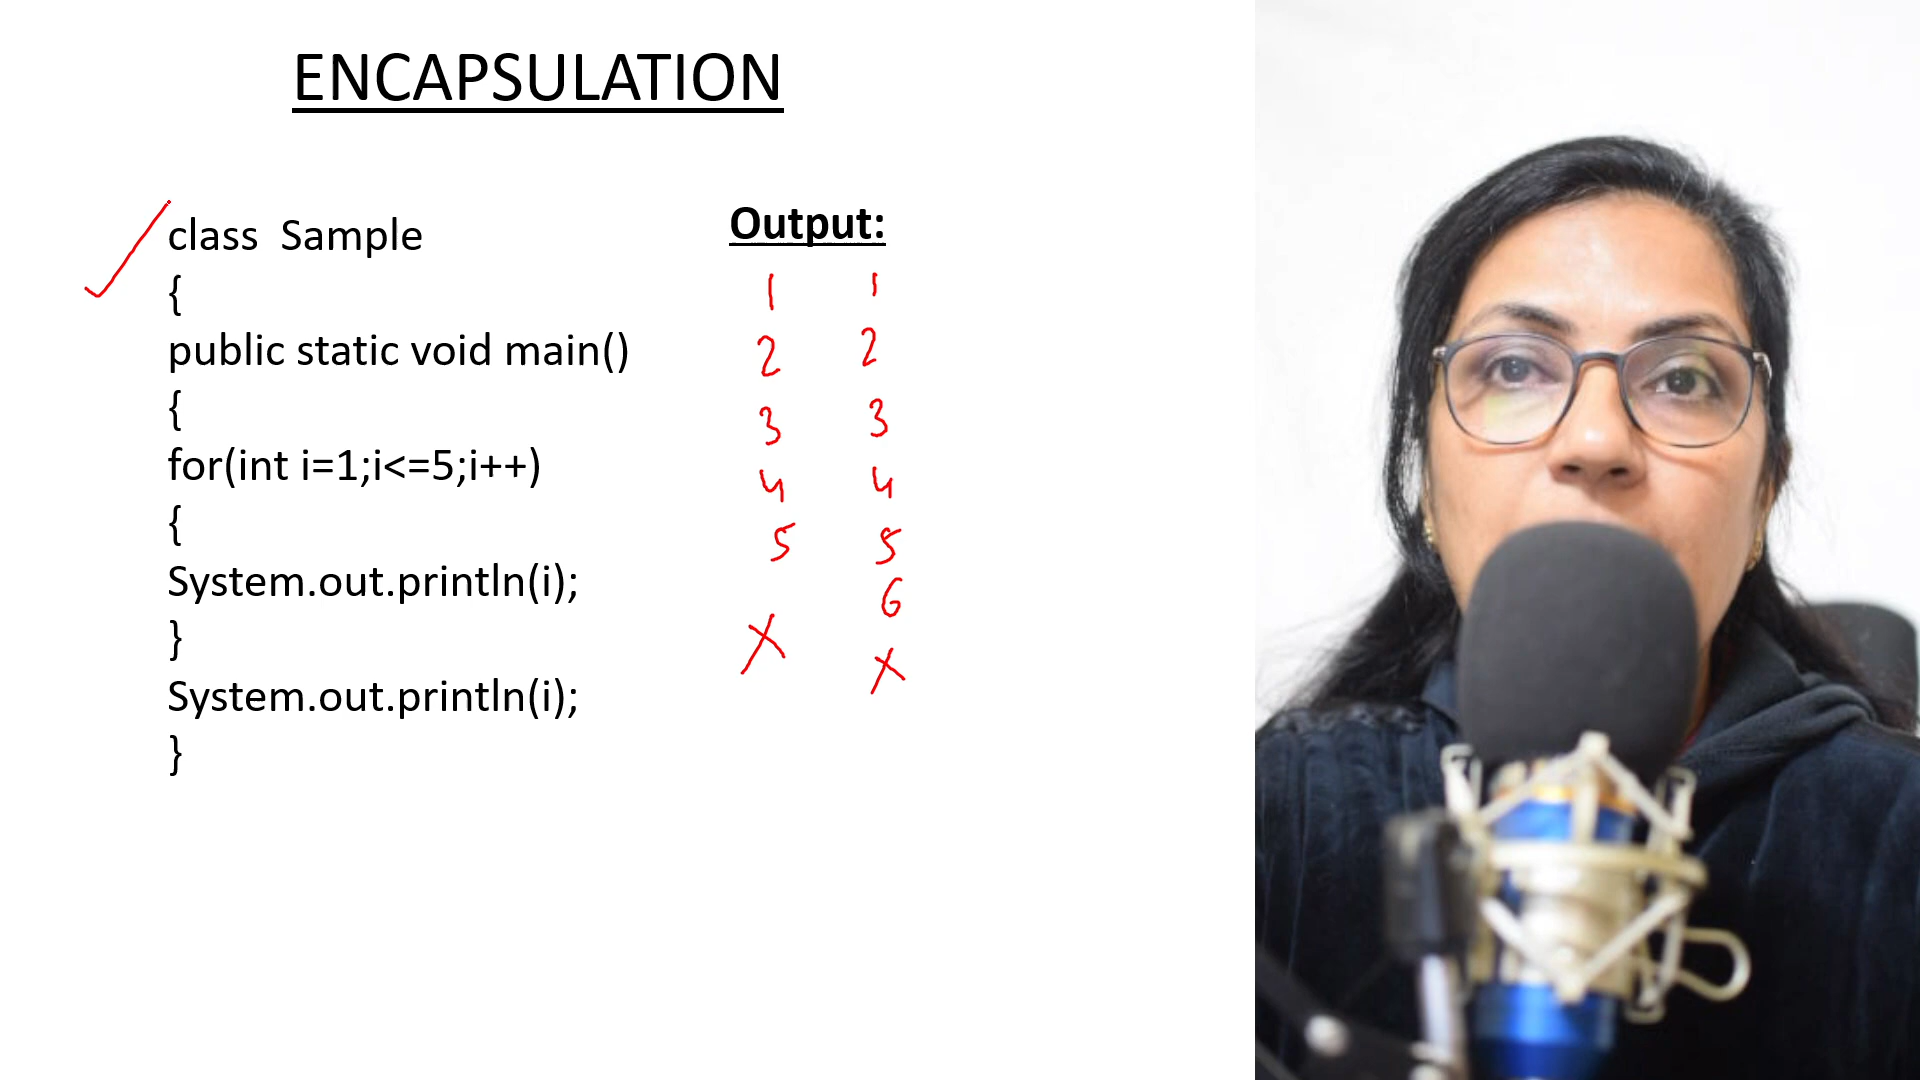 ENCAPSULATION
class Sample
{
public static void main()
{
for(int i=1;i<=5;i++)
{
System.out.println(i);
}
System.out.println(i);
}
Output:
1 1
2 2
3 3
4 4
5 5
6
X X